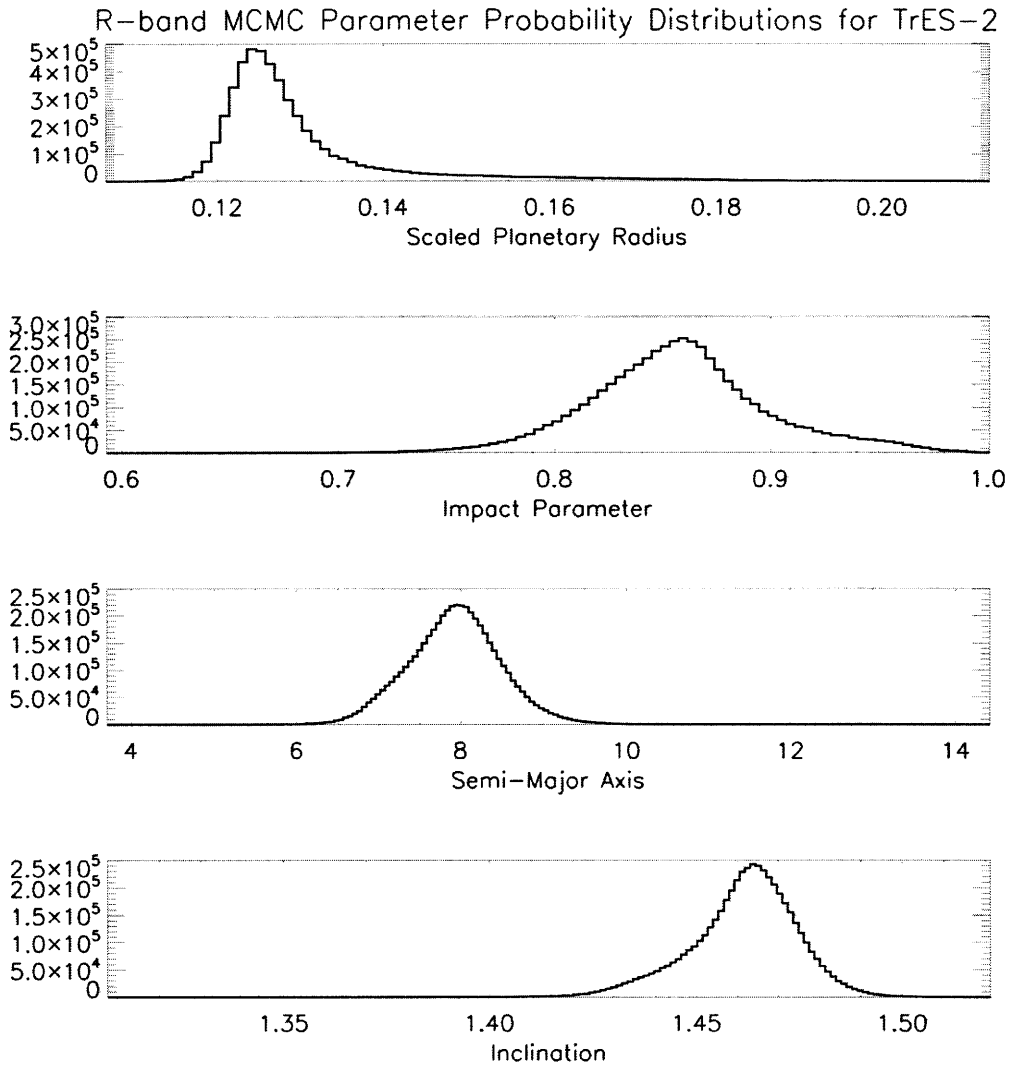 R-band MCMC Parameter Probability Distributions for TrES-2
5×10⁵
4×10⁵
3×10⁵
2×10⁵
1×10⁵
0
0.12 0.14 0.16 0.18 0.20
Scaled Planetary Radius
3.0×10⁵
2.5×10⁵
2.0×10⁵
1.5×10⁵
1.0×10⁵
5.0×10⁴
0
0.6 0.7 0.8 0.9 1.0
Impact Parameter
2.5×10⁵
2.0×10⁵
1.5×10⁵
1.0×10⁵
5.0×10⁴
0
4 6 8 10 12 14
Semi-Major Axis
2.5×10⁵
2.0×10⁵
1.5×10⁵
1.0×10⁵
5.0×10⁴
0
1.35 1.40 1.45 1.50
Inclination